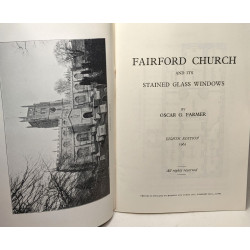 FAIRFORD CHURCH
AND ITS
STAINED GLASS WINDOWS
BY
OSCAR G. FARMER
EIGHTH EDITION
All rights reserved